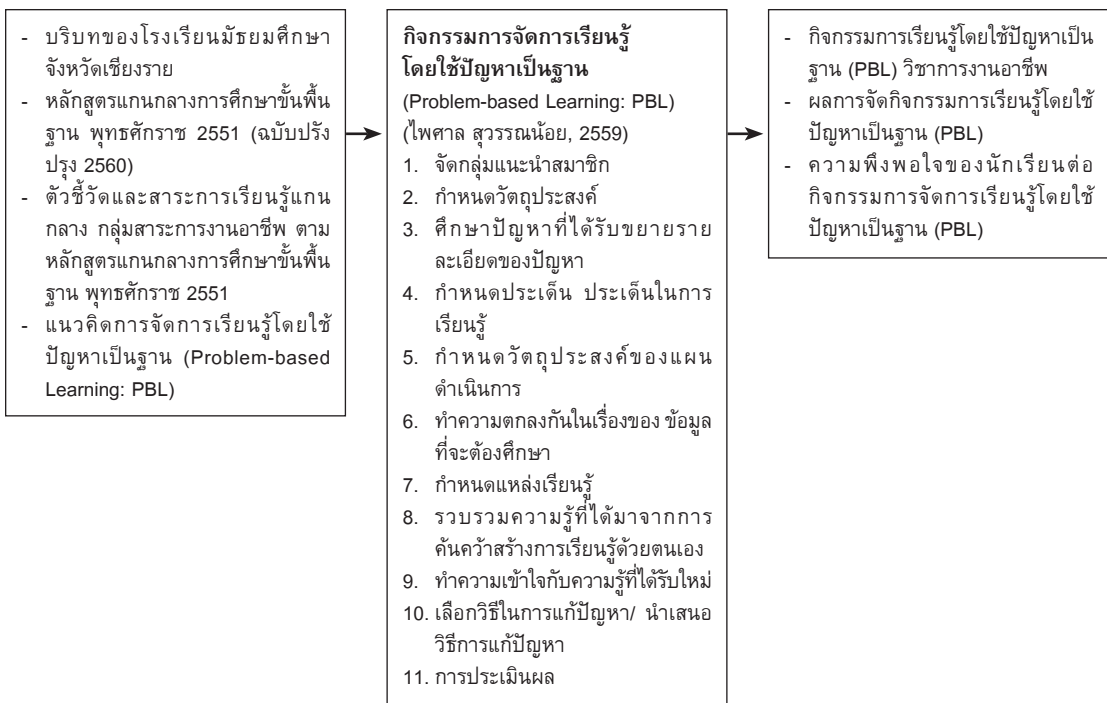 - บริบทของโรงเรียนมัธยมศึกษา
จังหวัดเชียงราย
- หลักสูตรแกนกลางการศึกษาขั้นพื้น
ฐาน พุทธศักราช 2551 (ฉบับปรัง
ปรุง 2560)
- ตัวชี้วัดและสาระการเรียนรู้แกน
กลาง กลุ่มสาระการงานอาชีพ ตาม
หลักสูตรแกนกลางการศึกษาขั้นพื้น
ฐาน พุทธศักราช 2551
- แนวคิดการจัดการเรียนรู้โดยใช้
ปัญหาเป็นฐาน (Problem-based
Learning: PBL)
กิจกรรมการจัดการเรียนรู้
โดยใช้ปัญหาเป็นฐาน
(Problem-based Learning: PBL)
(ไพศาล สุวรรณน้อย, 2559)
1. จัดกลุ่มแนะนำสมาชิก
2. กำหนดวัตถุประสงค์
3. ศึกษาปัญหาที่ได้รับขยายราย
ละเอียดของปัญหา
4. กำหนดประเด็น ประเด็นในการ
เรียนรู้
5. กำหนดวัตถุประสงค์ของแผน
ดำเนินการ
6. ทำความตกลงกันในเรื่องของ ข้อมูล
ที่จะต้องศึกษา
7. กำหนดแหล่งเรียนรู้
8. รวบรวมความรู้ที่ได้มาจากการ
ค้นคว้าสร้างการเรียนรู้ด้วยตนเอง
9. ทำความเข้าใจกับความรู้ที่ได้รับใหม่
10. เลือกวิธีในการแก้ปัญหา/ นำเสนอ
วิธีการแก้ปัญหา
11. การประเมินผล
- กิจกรรมการเรียนรู้โดยใช้ปัญหาเป็น
ฐาน (PBL) วิชาการงานอาชีพ
- ผลการจัดกิจกรรมการเรียนรู้โดยใช้
ปัญหาเป็นฐาน (PBL)
- ความพึงพอใจของนักเรียนต่อ
กิจกรรมการจัดการเรียนรู้โดยใช้
ปัญหาเป็นฐาน (PBL)